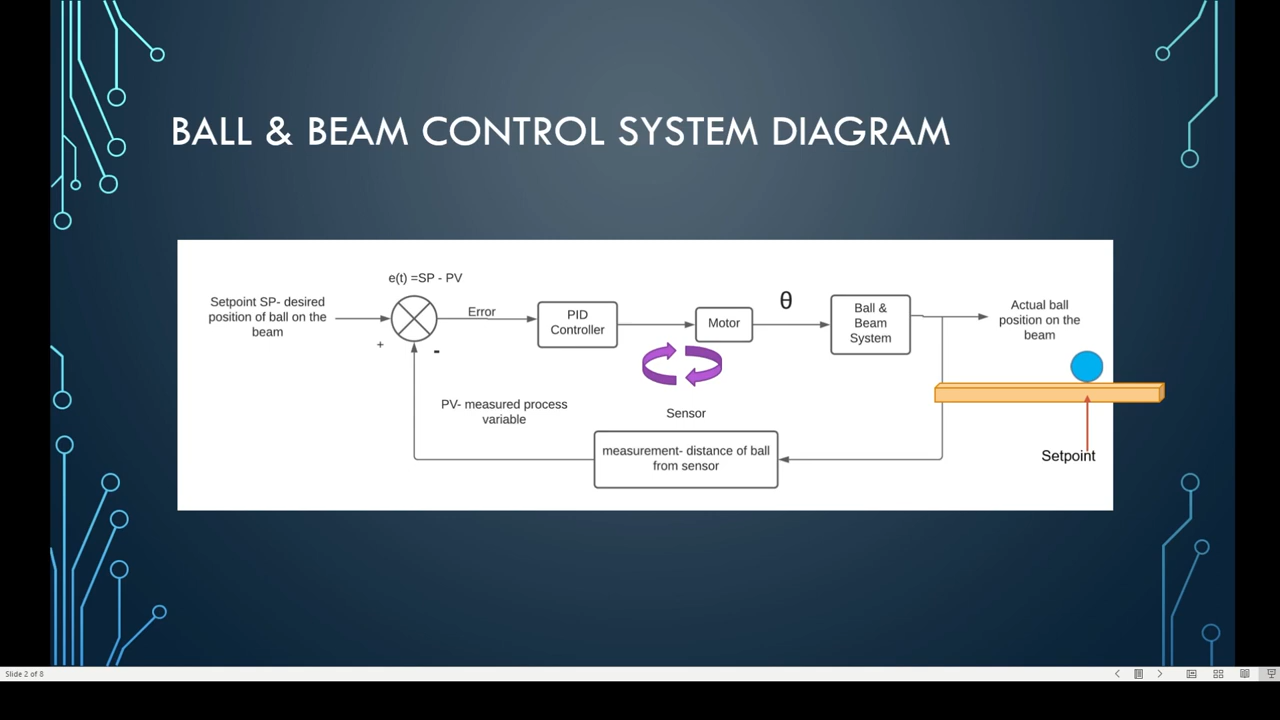 BALL & BEAM CONTROL SYSTEM DIAGRAM
e(t) =SP - PV
Setpoint SP- desired
position of ball on the
beam
+
-
Error
PID
Controller
Motor
θ
Ball &
Beam
System
Actual ball
position on the
beam
PV- measured process
variable
Sensor
measurement- distance of ball
from sensor
Setpoint
Slide 2 of 8